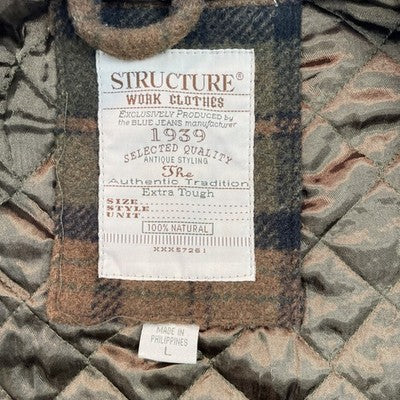 STRUCTURE®
WORK CLOTHES
EXCLUSIVELY PRODUCED by
the BLUE JEANS manufacturer
1939
SELECTED QUALITY
ANTIQUE STYLING
The
Authentic Tradition
Extra Tough
SIZE
STYLE
UNIT
100% NATURAL
XXX57261
MADE IN
PHILIPPINES
L